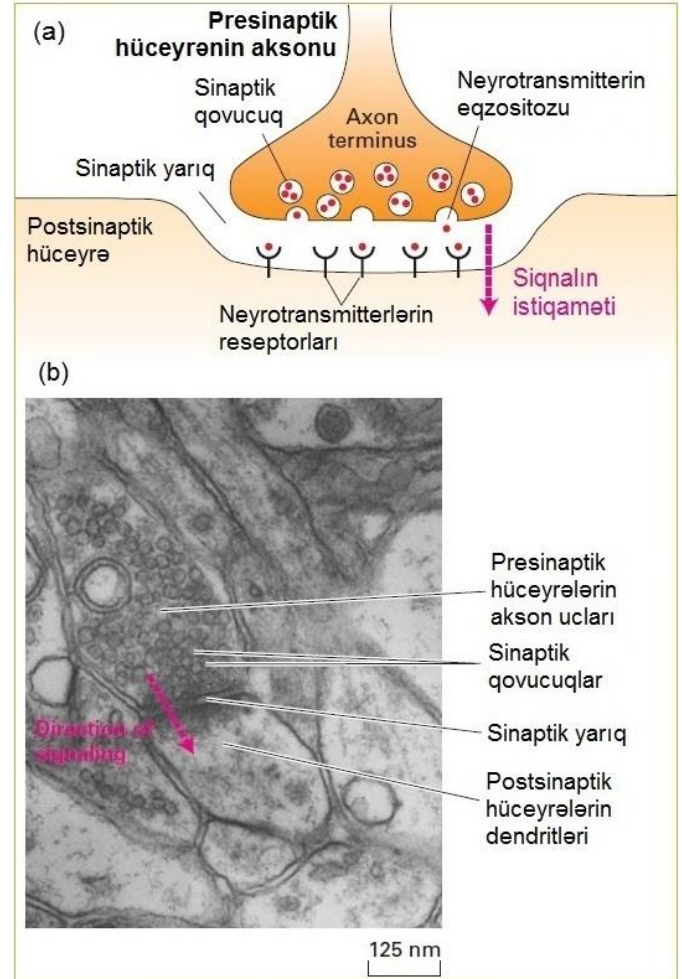 (a)
Presinaptik
hüceyrənin aksonu
Sinaptik
qovucuq
Neyrotransmitterin
eqzositozu
Axon
terminus
Sinaptik yarıq
Postsinaptik
hüceyrə
Siqnalın
istiqaməti
Neyrotransmitterlərin
reseptorları
(b)
Presinaptik
hüceyrələrin
akson ucları
Sinaptik
qovucuqlar
Direction of
signaling
Sinaptik yarıq
Postsinaptik
hüceyrələrin
dendritləri
125 nm